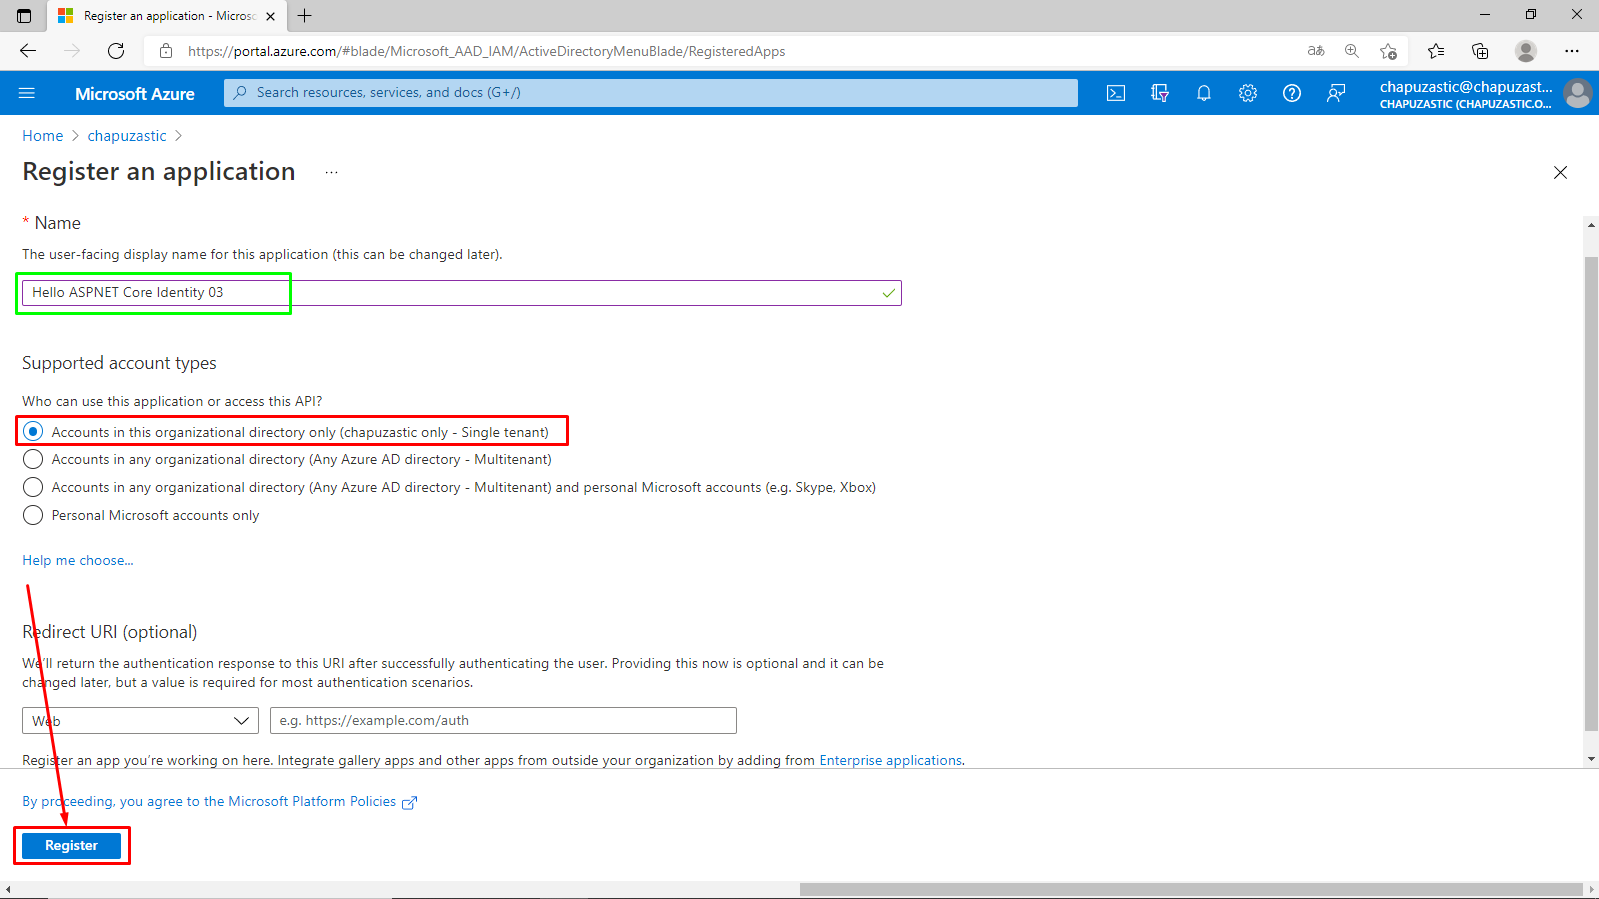 Register an application - Microsc
https://portal.azure.com/#blade/Microsoft_AAD_IAM/ActiveDirectoryMenuBlade/RegisteredApps
aあ
Microsoft Azure
Search resources, services, and docs (G+/)
chapuzastic@chapuzast...
CHAPUZASTIC (CHAPUZASTIC.O...
Home > chapuzastic >
Register an application ...
* Name
The user-facing display name for this application (this can be changed later).
Hello ASPNET Core Identity 03
Supported account types
Who can use this application or access this API?
Accounts in this organizational directory only (chapuzastic only - Single tenant)
Accounts in any organizational directory (Any Azure AD directory - Multitenant)
Accounts in any organizational directory (Any Azure AD directory - Multitenant) and personal Microsoft accounts (e.g. Skype, Xbox)
Personal Microsoft accounts only
Help me choose...
Redirect URI (optional)
We'll return the authentication response to this URI after successfully authenticating the user. Providing this now is optional and it can be
changed later, but a value is required for most authentication scenarios.
Web
e.g. https://example.com/auth
Register an app you're working on here. Integrate gallery apps and other apps from outside your organization by adding from Enterprise applications.
By proceeding, you agree to the Microsoft Platform Policies
Register